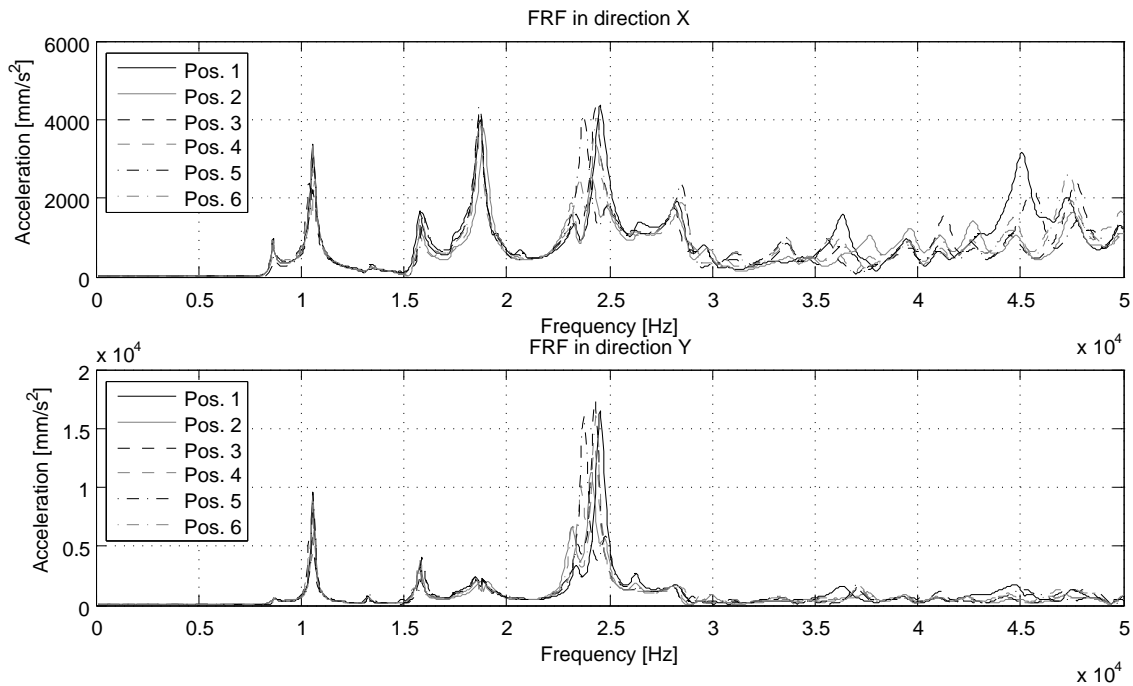 FRF in direction X
Acceleration [mm/s²]
6000
4000
2000
0
Pos. 1
Pos. 2
Pos. 3
Pos. 4
Pos. 5
Pos. 6
0 0.5 1 1.5 2 2.5 3 3.5 4 4.5 5
Frequency [Hz]
x 10⁴
FRF in direction Y
x 10⁴
Acceleration [mm/s²]
2
1.5
1
0.5
0
Pos. 1
Pos. 2
Pos. 3
Pos. 4
Pos. 5
Pos. 6
0 0.5 1 1.5 2 2.5 3 3.5 4 4.5 5
Frequency [Hz]
x 10⁴